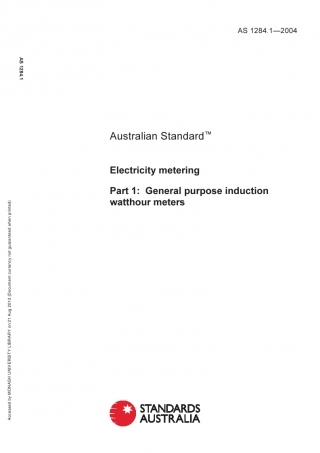 AS 1284.1—2004
AS 1284.1
Australian Standard™
Electricity metering
Part 1: General purpose induction
watthour meters
Accessed by MONASH UNIVERSITY LIBRARY on 21 Aug 2013 (Document currency not guaranteed when printed)
STANDARDS
AUSTRALIA